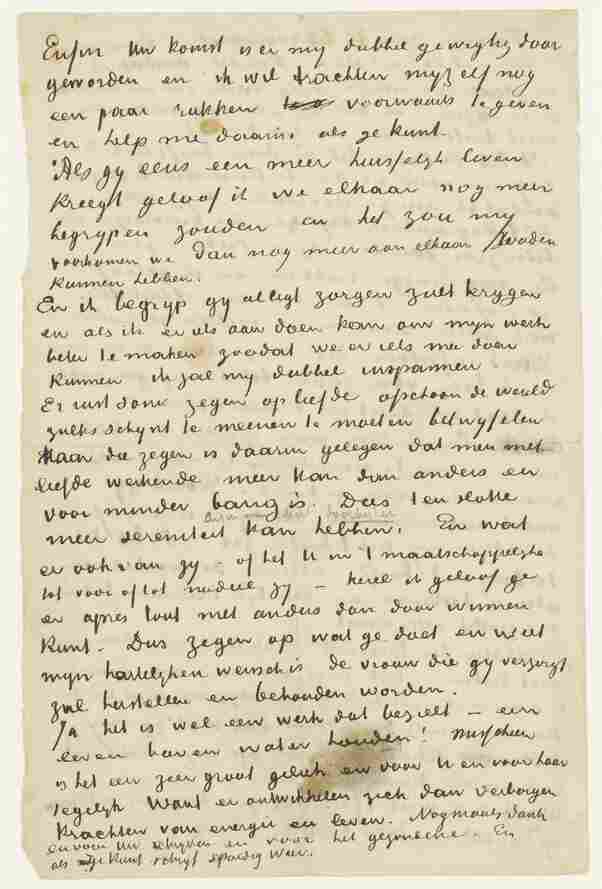 Enfin Uw komst is er my dubbel gewigtig door
geworden en ik wil trachten myzelf nog
een paar rukken voorwaarts te geven
en help me daarin als ge kunt.
Als gy eens een meer huisselyk leven
kreegt geloof ik we elkaar nog meer
begrypen zouden en het zou my
voorkomen we dan nog meer aan elkaar
kunnen hebben.
En ik begryp gy alligt zorgen zult krygen
en als ik er iets aan doen kan om myn werk
beter te maken zoodat we er iets mee doen
kunnen ik zal my dubbel inspannen
Er rust donc zegen op liefde ofschoon de wereld
zulks schynt te meenen te moeten betwyfelen
Maar die zegen is daarin gelegen dat men met
liefde werkende meer kan dan anders en
voor minder bang is. Dus ten slotte
meer sereniteit kan hebben. En wat
er ook van zy – of het U in 't maatschappelyke
tot voor of tot nadeel zy – kerel ik geloof ge
er apres tout niet anders dan door winnen
kunt. Dus zegen op wat ge doet en weet
myn hartelyken wensch is de vrouw die gy verzorgt
zal herstellen en behouden worden.
Ja het is wel een werk dat bezielt – een
leven boven water houden! Misschien
is het een zeer groot geluk en voor U en voor haar
tegelyk Want er ontwikkelen zich dan verborgen
krachten van energie en leven. Nogmaals dank
en voor Uw schryven en voor het gezondene. En
als ge kunt schryf spoedig weer.